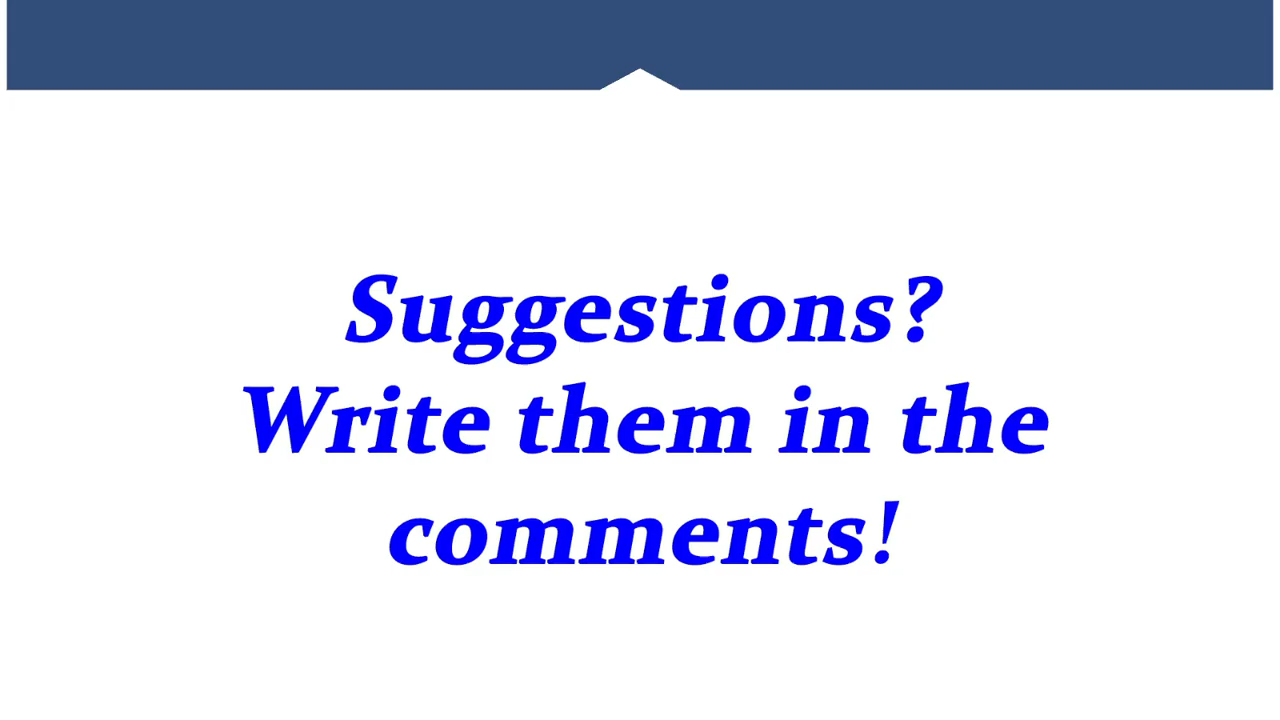 Suggestions?
Write them in the
comments!